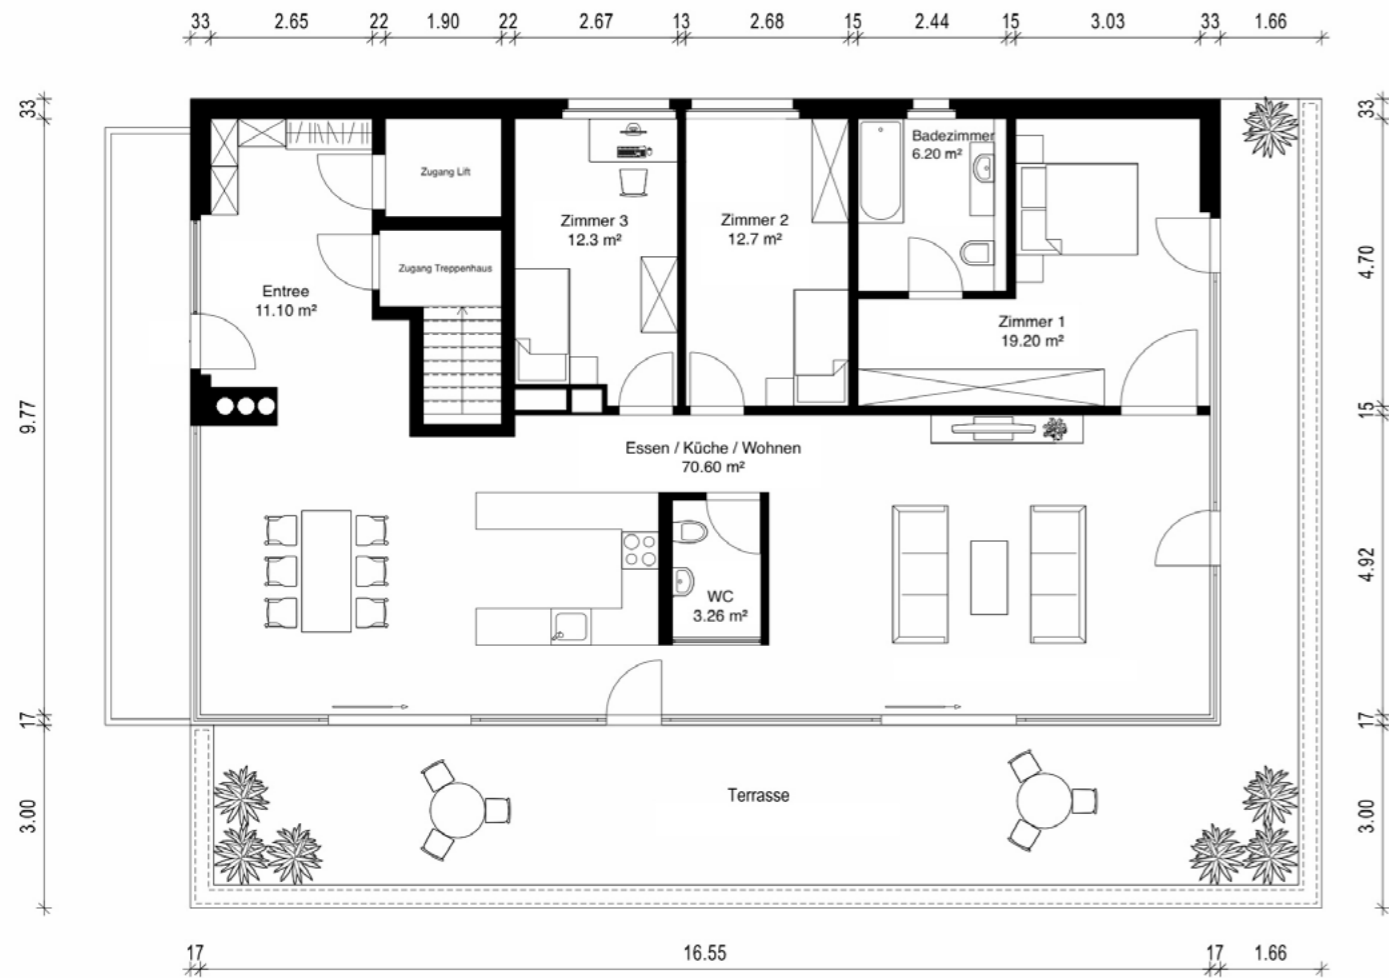 33 2.65 22 1.90 22 2.67 13 2.68 15 2.44 15 3.03 33 1.66
33
33
Badezimmer
6.20 m²
Zugang Lift
Zimmer 3
12.3 m²
Zimmer 2
12.7 m²
Zugang Treppenhaus
4.70
Entree
11.10 m²
Zimmer 1
19.20 m²
9.77
15
Essen / Küche / Wohnen
70.60 m²
4.92
WC
3.26 m²
17
17
Terrasse
3.00
3.00
17 16.55 17 1.66